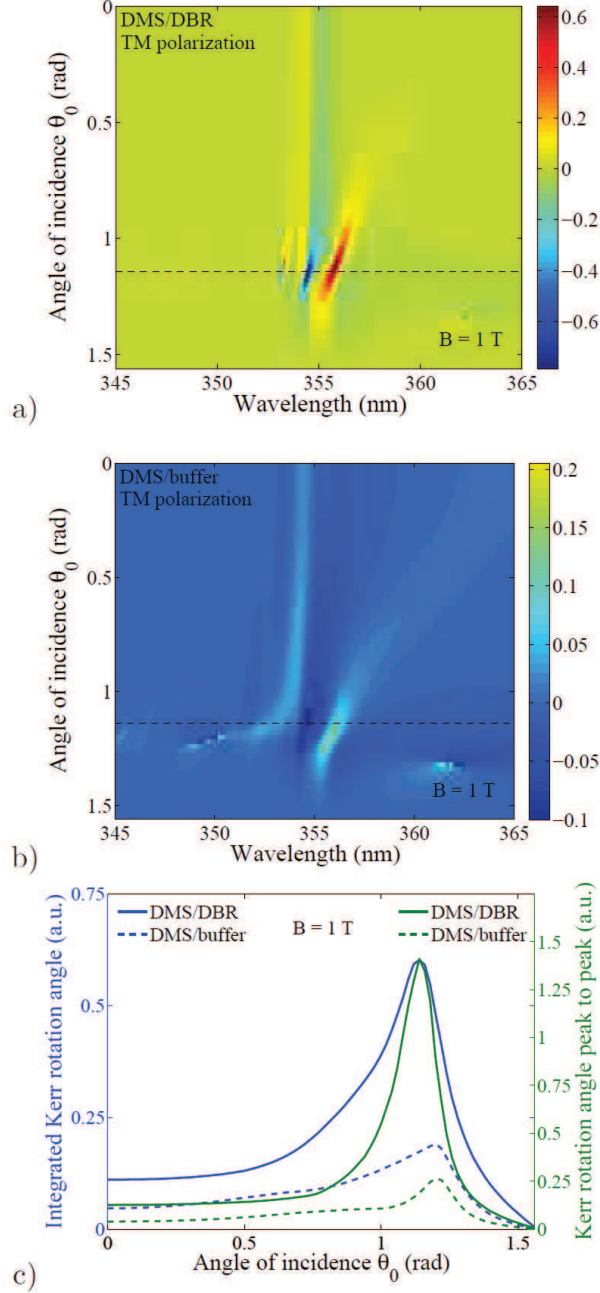 DMS/DBR
TM polarization
B = 1 T
0
0.5
1
1.5
345
350
355
360
365
Angle of incidence θ0 (rad)
Wavelength (nm)
0.6
0.4
0.2
0
−0.2
−0.4
−0.6
a)
DMS/buffer
TM polarization
B = 1 T
0
0.5
1
1.5
345
350
355
360
365
Angle of incidence θ0 (rad)
Wavelength (nm)
0.2
0.15
0.1
0.05
0
−0.05
−0.1
b)
DMS/DBR
DMS/buffer
B = 1 T
DMS/DBR
DMS/buffer
0.75
0.5
0.25
0
Integrated Kerr rotation angle (a.u.)
1.5
1.25
1
0.75
0.5
0.25
0
Kerr rotation angle peak to peak (a.u.)
0
0.5
1
1.5
Angle of incidence θ0 (rad)
c)